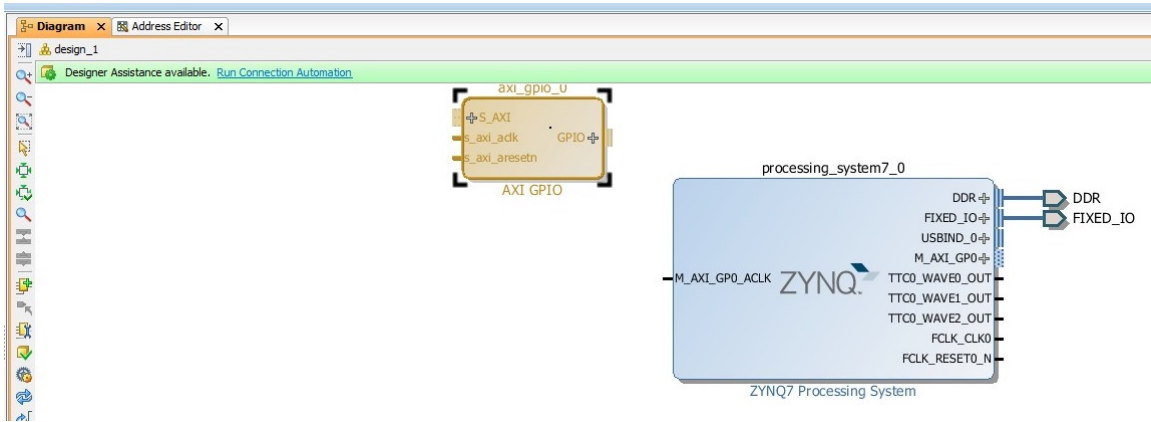 Diagram × Address Editor ×
design_1
Designer Assistance available. Run Connection Automation
axi_gpio_0
S_AXI
s_axi_aclk GPIO
s_axi_aresetn
AXI GPIO
processing_system7_0
DDR DDR
FIXED_IO FIXED_IO
USBIND_0
M_AXI_GP0
M_AXI_GP0_ACLK ZYNQ TTC0_WAVE0_OUT
TTC0_WAVE1_OUT
TTC0_WAVE2_OUT
FCLK_CLK0
FCLK_RESET0_N
ZYNQ7 Processing System